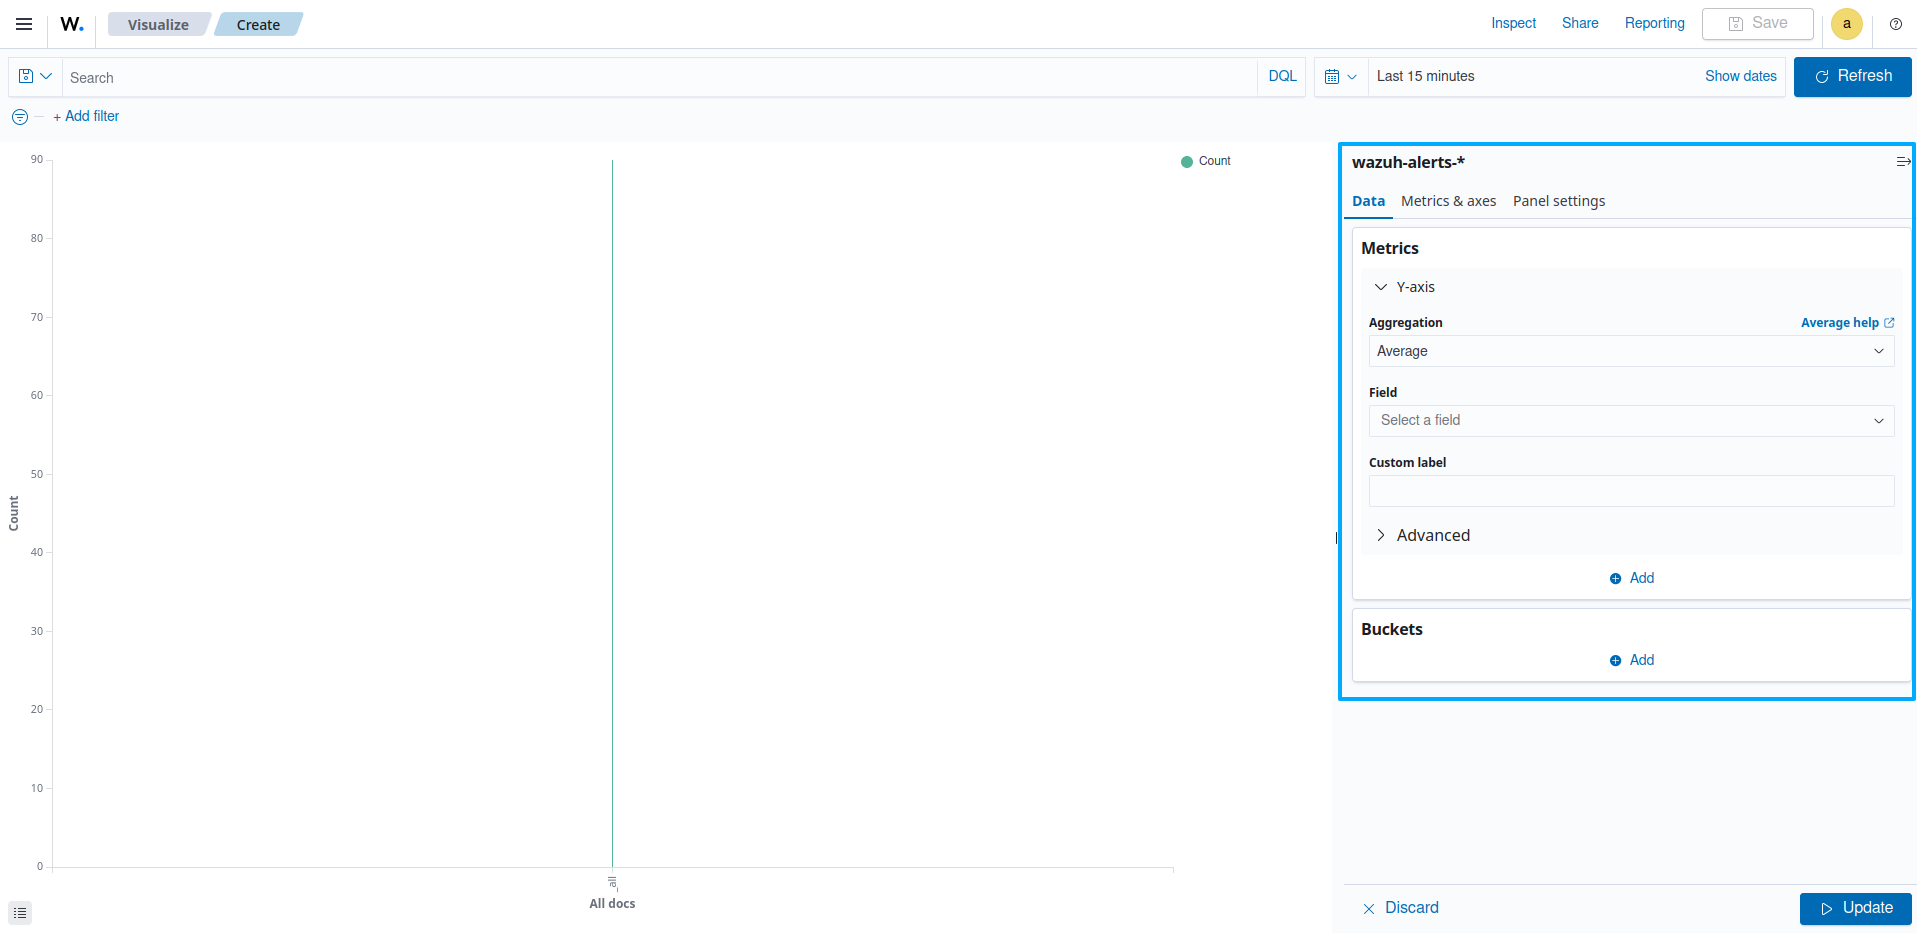 W.
Visualize
Create
Inspect
Share
Reporting
Save
a
Search
DQL
Last 15 minutes
Show dates
Refresh
+ Add filter
90
80
70
60
50
40
30
20
10
0
Count
_all
All docs
Count
wazuh-alerts-*
Data
Metrics & axes
Panel settings
Metrics
Y-axis
Aggregation
Average help
Average
Field
Select a field
Custom label
Advanced
Add
Buckets
Add
Discard
Update